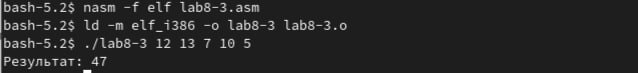 bash-5.2$ nasm -f elf lab8-3.asm
bash-5.2$ ld -m elf_i386 -o lab8-3 lab8-3.o
bash-5.2$ ./lab8-3 12 13 7 10 5
Результат: 47